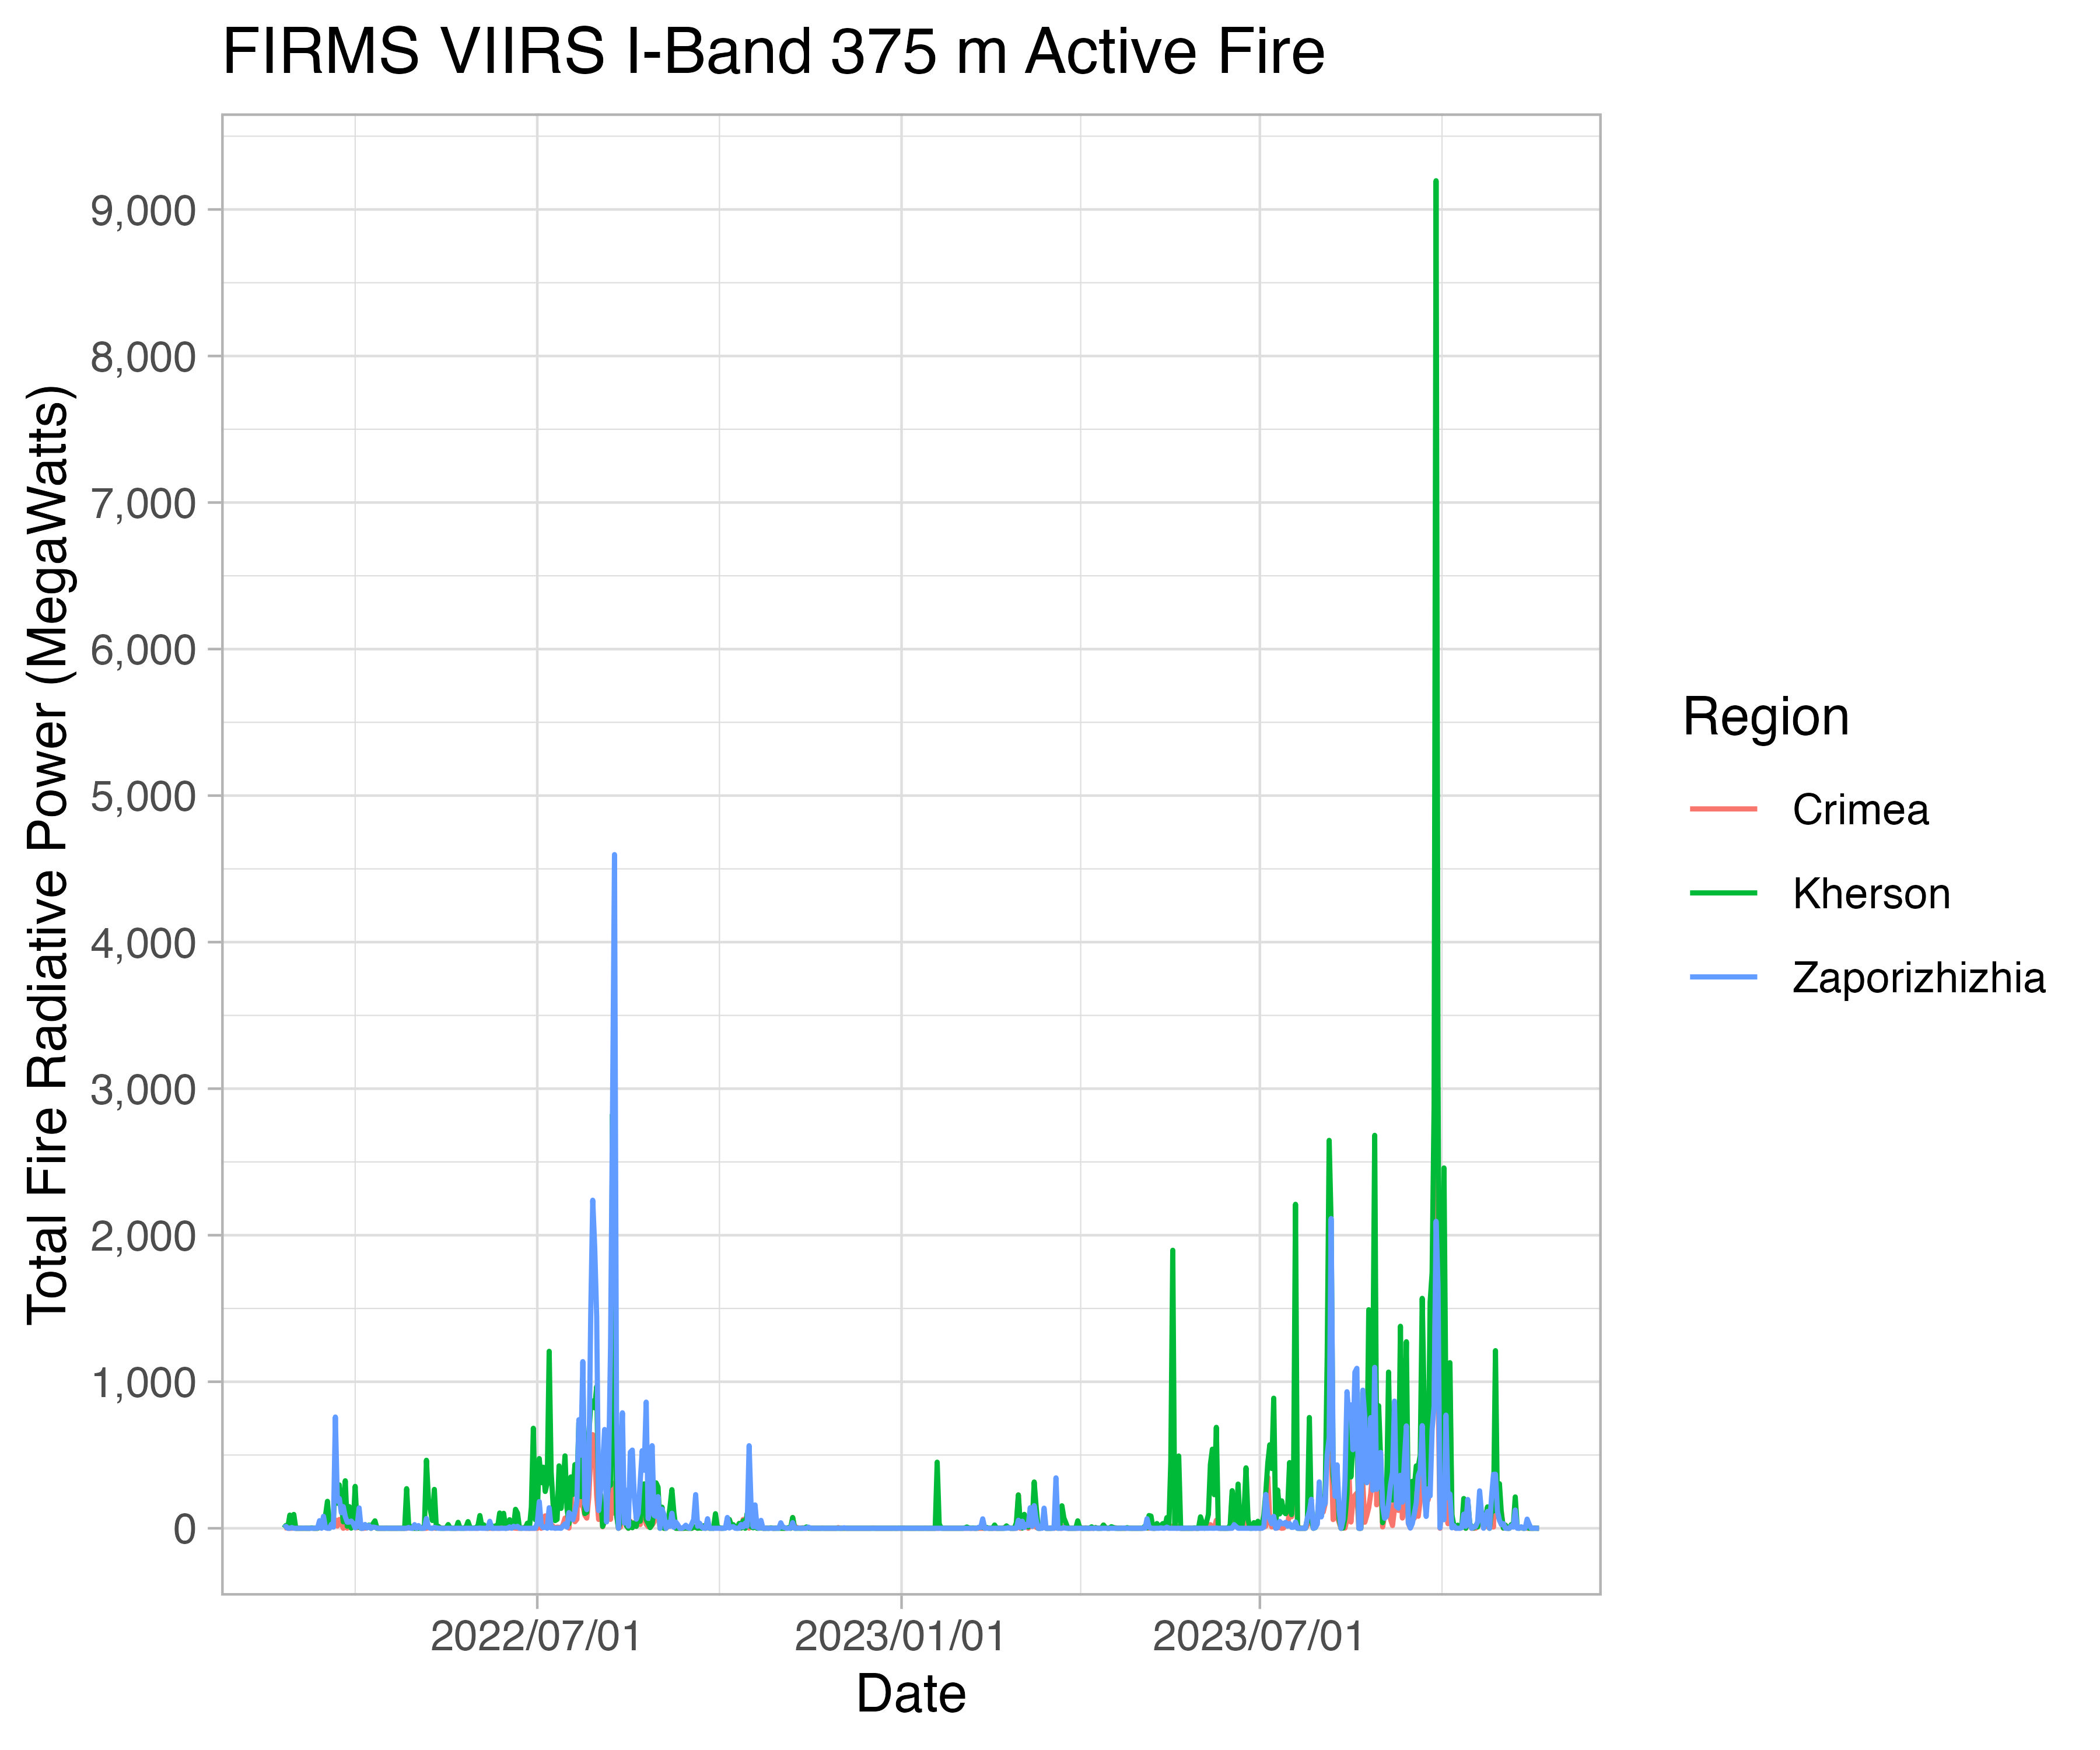 FIRMS VIIRS I-Band 375 m Active Fire
Total Fire Radiative Power (MegaWatts)
9,000
8,000
7,000
6,000
5,000
4,000
3,000
2,000
1,000
0
2022/07/01
2023/01/01
2023/07/01
Date
Region
Crimea
Kherson
Zaporizhizhia